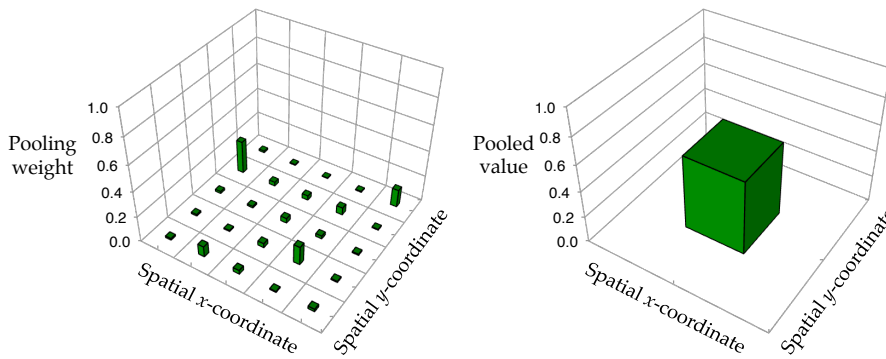 Pooling
weight
1.0
0.8
0.6
0.4
0.2
0.0
Spatial x-coordinate
Spatial y-coordinate
Pooled
value
1.0
0.8
0.6
0.4
0.2
0.0
Spatial x-coordinate
Spatial y-coordinate